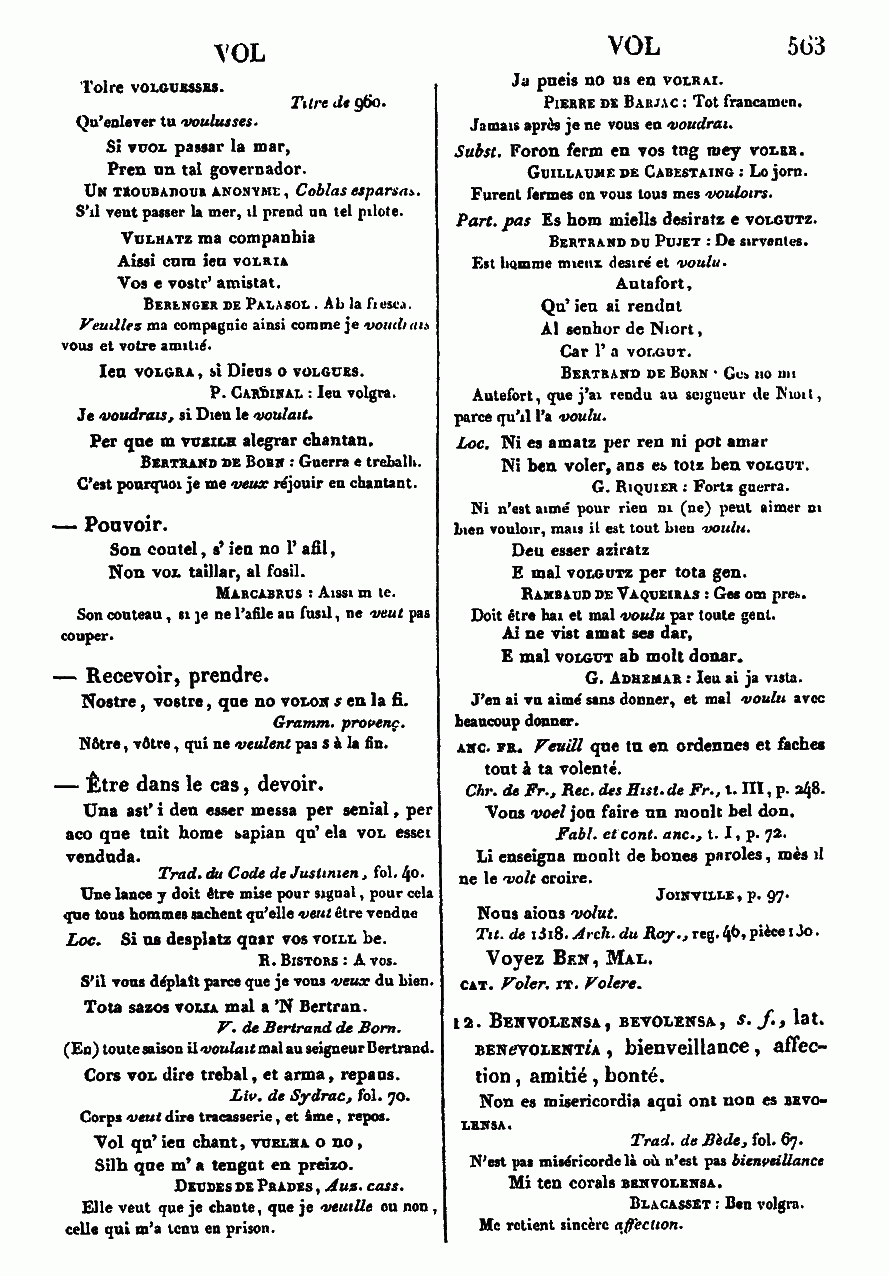 VOL
Tolre VOLGUESSES.
Titre de 960.
Qu'enlever tu voulusses.
Si VUOL passar la mar,
Pren un tal governador.
UN TROUBADOUR ANONYME, Coblas esparsas.
S'il veut passer la mer, il prend un tel pilote.
VULHATZ ma companhia
Aissi cum ieu VOLRIA
Vos e vostr' amistat.
BERENGER DE PALASOL. Ab la fresca.
Veuillez ma compagnie ainsi comme je voudrais
vous et votre amitié.
Ieu VOLGRA, si Dieus o VOLGUES.
P. CARDINAL : Ieu volgra.
Je voudrais, si Dieu le voulait.
Per que m VUEILH alegrar chantan.
BERTRAND DE BORN : Guerra e trebalh.
C'est pourquoi je me veux réjouir en chantant.
— Pouvoir.
Son coutel, s' ieu no l' afil,
Non VOL taillar, al fosil.
MARCABRUS : Aissi m te.
Son couteau, si je ne l'afile au fusil, ne veut pas
couper.
— Recevoir, prendre.
Nostre, vostre, que no VOLON s en la fi.
Gramm. provenç.
Nôtre, vôtre, qui ne veulent pas s à la fin.
— Être dans le cas, devoir.
Una ast' i deu esser messa per senial, per
aco que tuit home sapian qu' ela VOL esser
venduda.
Trad. du Code de Justinien, fol. 40.
Une lance y doit être mise pour signal, pour cela
que tous hommes sachent qu'elle veut être vendue
Loc. Si us desplatz quar vos VOILL be.
R. BISTORS : A vos.
S'il vous déplaît parce que je vous veux du bien.
Tota sazos VOLIA mal a 'N Bertran.
V. de Bertrand de Born.
(En) toute saison il voulait mal au seigneur Bertrand.
Cors VOL dire trebal, et arma, repaus.
Liv. de Sydrac, fol. 70.
Corps veut dire tracasserie, et âme, repos.
Vol qu' ieu chant, VUELHA o no,
Silh que m' a tengut en preizo.
DEUDES DE PRADES, Auz. cass.
Elle veut que je chante, que je veuille ou non,
celle qui m'a tenu en prison.
VOL 563
Ja pueis no us en VOLRAI.
PIERRE DE BARJAC : Tot francamen.
Jamais après je ne vous en voudrai.
Subst. Foron ferm en vos tug mey VOLER.
GUILLAUME DE CABESTAING : Lo jorn.
Furent fermes en vous tous mes vouloirs.
Part. pas Es hom miells desiratz e VOLGUTZ.
BERTRAND DU PUJET : De sirventes.
Est homme mieux desiré et voulu.
Autafort,
Qu' ieu ai rendut
Al senhor de Niort,
Car l' a VOLGUT.
BERTRAND DE BORN : Ges no mi
Autefort, que j'ai rendu au seigneur de Niort,
parce qu'il l'a voulu.
Loc. Ni es amatz per ren ni pot amar
Ni ben voler, ans es totz ben VOLGUT.
G. RIQUIER : Forts guerra.
Ni n'est aimé pour rien ni (ne) peut aimer ni
bien vouloir, mais il est tout bien voulu.
Deu esser aziratz
E mal VOLGUTZ per tota gen.
RAMBAUD DE VAQUEIRAS : Ges om pres.
Doit être haï et mal voulu par toute gent.
Ai ne vist amat ses dar,
E mal VOLGUT ab molt donar.
G. ADHEMAR : Ieu ai ja vista.
J'en ai vu aimé sans donner, et mal voulu avec
beaucoup donner.
ANC. FR. Veuill que tu en ordennes et faches
tout à ta volenté.
Chr. de Fr., Rec. des Hist. de Fr., t. III, p. 248.
Vous voel jou faire un moult bel don.
Fabl. et cont. anc., t. I, p. 72.
Li enseigna moult de bones paroles, mès il
ne le volt croire.
JOINVILLE, p. 97.
Nous aions volut.
Tit. de 1318. Arch. du Roy., reg. 46, pièce 130.
Voyez BEN, MAL.
CAT. Voler. IT. Volere.
12. BENVOLENSA, BEVOLENSA, s. f., lat.
BENeVOLENTiA, bienveillance, affec-
tion, amitié, bonté.
Non es misericordia aqui ont non es BEVO-
LENSA.
Trad. de Bède, fol. 67.
N'est pas miséricorde là où n'est pas bienveillance
Mi ten corals BENVOLENSA.
BLACASSET : Ben volgra.
Me retient sincère affection.